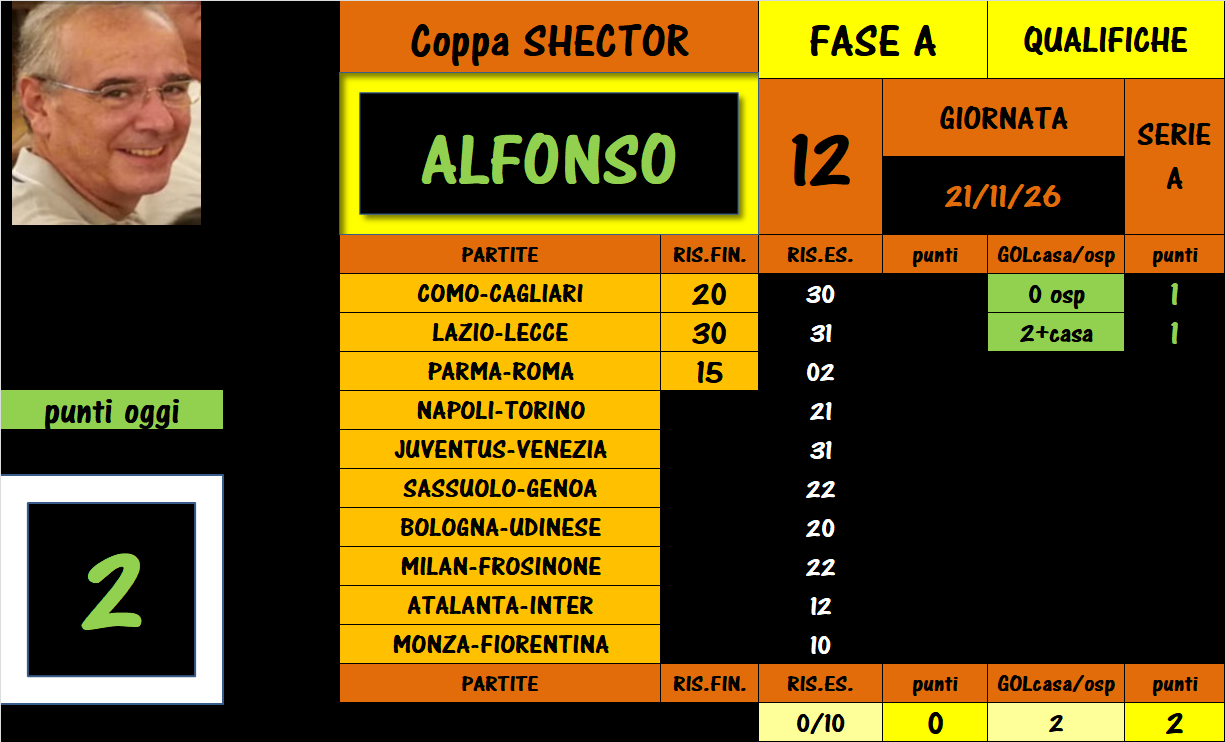 Coppa SHECTOR FASE A QUALIFICHE
ALFONSO 12 GIORNATA SERIE A
21/11/26
PARTITE RIS.FIN. RIS.ES. punti GOLcasa/osp punti
COMO-CAGLIARI 20 30 0 osp 1
LAZIO-LECCE 30 31 2+casa 1
PARMA-ROMA 15 02
NAPOLI-TORINO 21
JUVENTUS-VENEZIA 31
SASSUOLO-GENOA 22
BOLOGNA-UDINESE 20
MILAN-FROSINONE 22
ATALANTA-INTER 12
MONZA-FIORENTINA 10
PARTITE RIS.FIN. RIS.ES. punti GOLcasa/osp punti
0/10 0 2 2
punti oggi
2